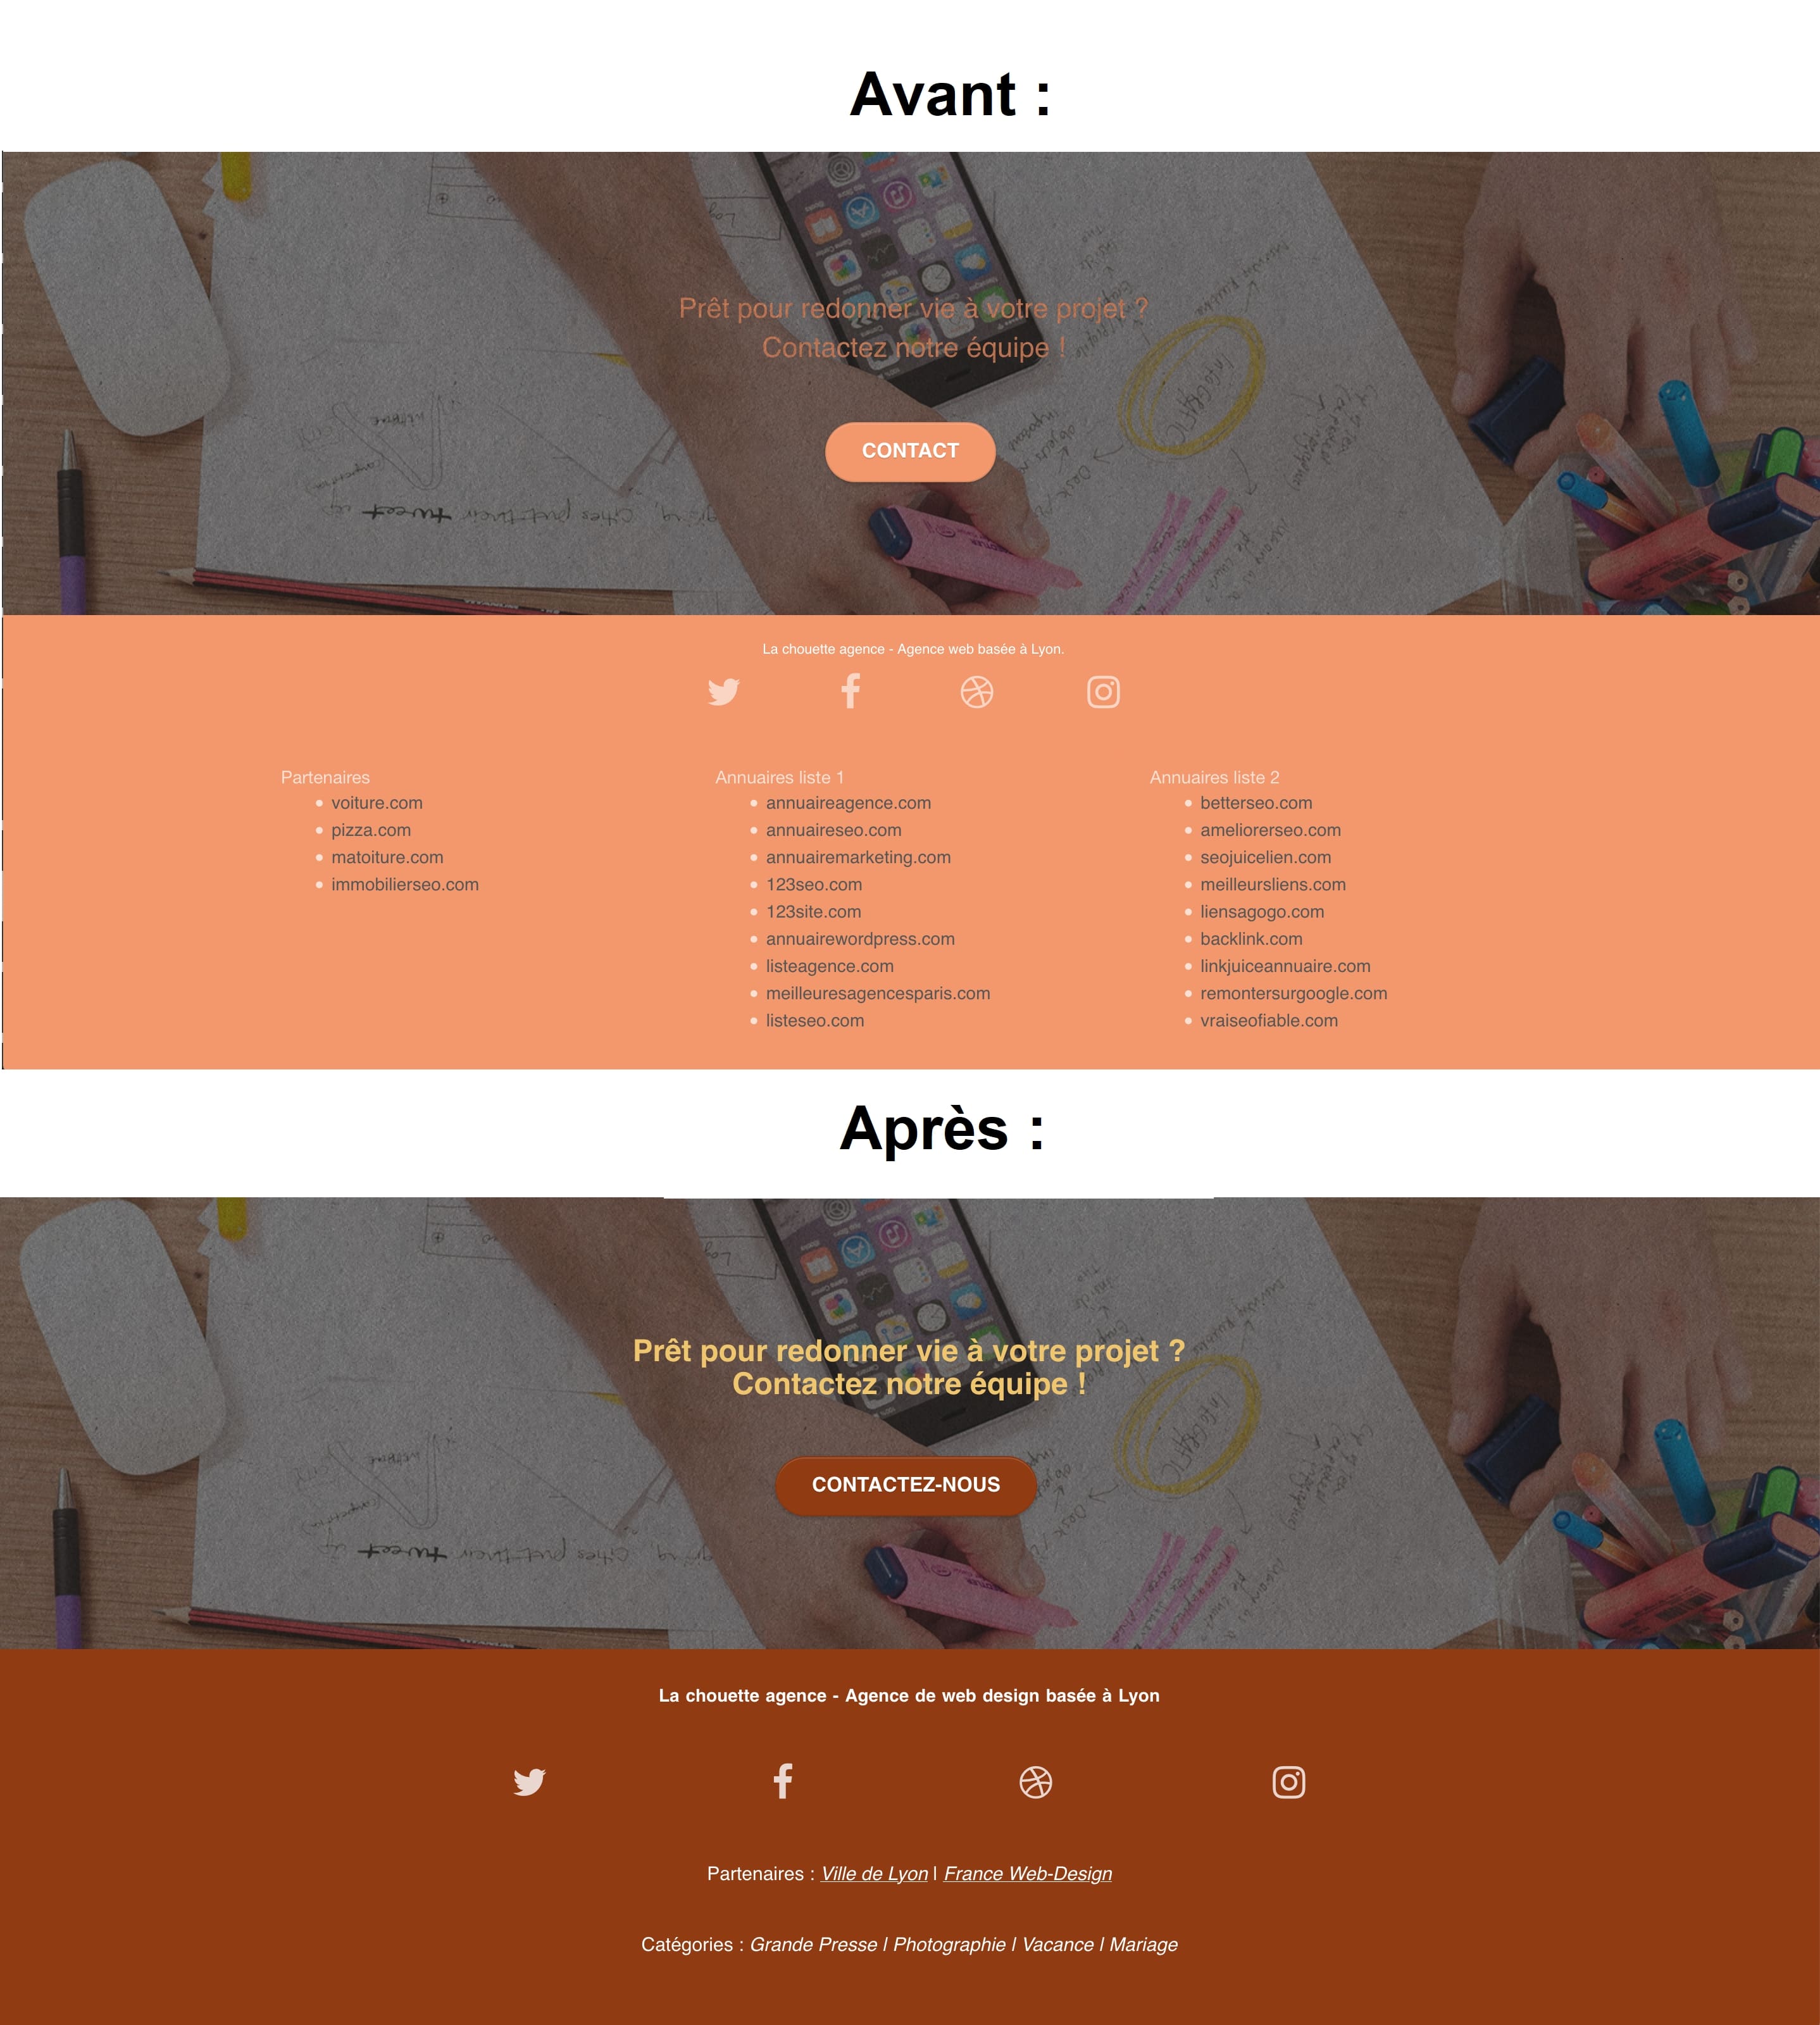 Avant :
Prêt pour redonner vie à votre projet ?
Contactez notre équipe !
CONTACT
tweet
La chouette agence - Agence web basée à Lyon.
Partenaires
voiture.com
pizza.com
matoiture.com
immobilierseo.com
Annuaires liste 1
annuaireagence.com
annuaireseo.com
annuairemarketing.com
123seo.com
123site.com
annuairewordpress.com
listeagence.com
meilleuresagencesparis.com
listeseo.com
Annuaires liste 2
betterseo.com
ameliorerseo.com
seojuicelien.com
meilleursliens.com
liensagogo.com
backlink.com
linkjuiceannuaire.com
remontersurgoogle.com
vraiseofiable.com
Après :
Prêt pour redonner vie à votre projet ?
Contactez notre équipe !
CONTACTEZ-NOUS
tweet
La chouette agence - Agence de web design basée à Lyon
Partenaires : Ville de Lyon | France Web-Design
Catégories : Grande Presse | Photographie | Vacance | Mariage